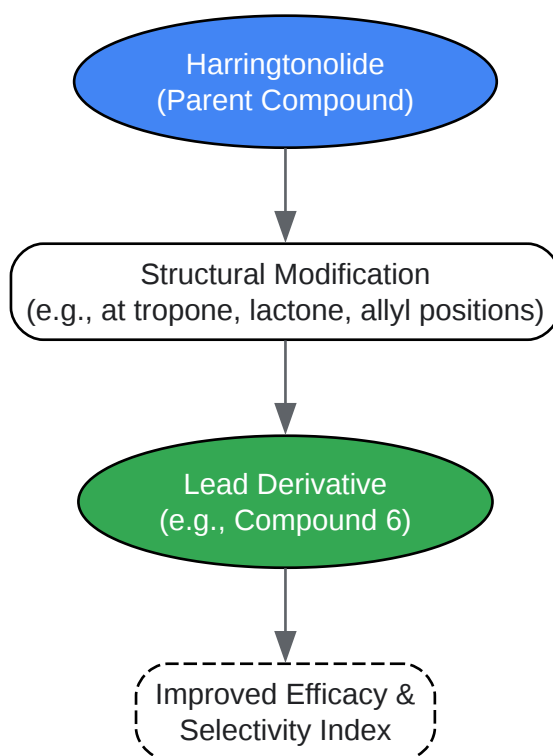 Harringtonolide
(Parent Compound)
Structural Modification
(e.g., at tropone, lactone, allyl positions)
Lead Derivative
(e.g., Compound 6)
Improved Efficacy &
Selectivity Index